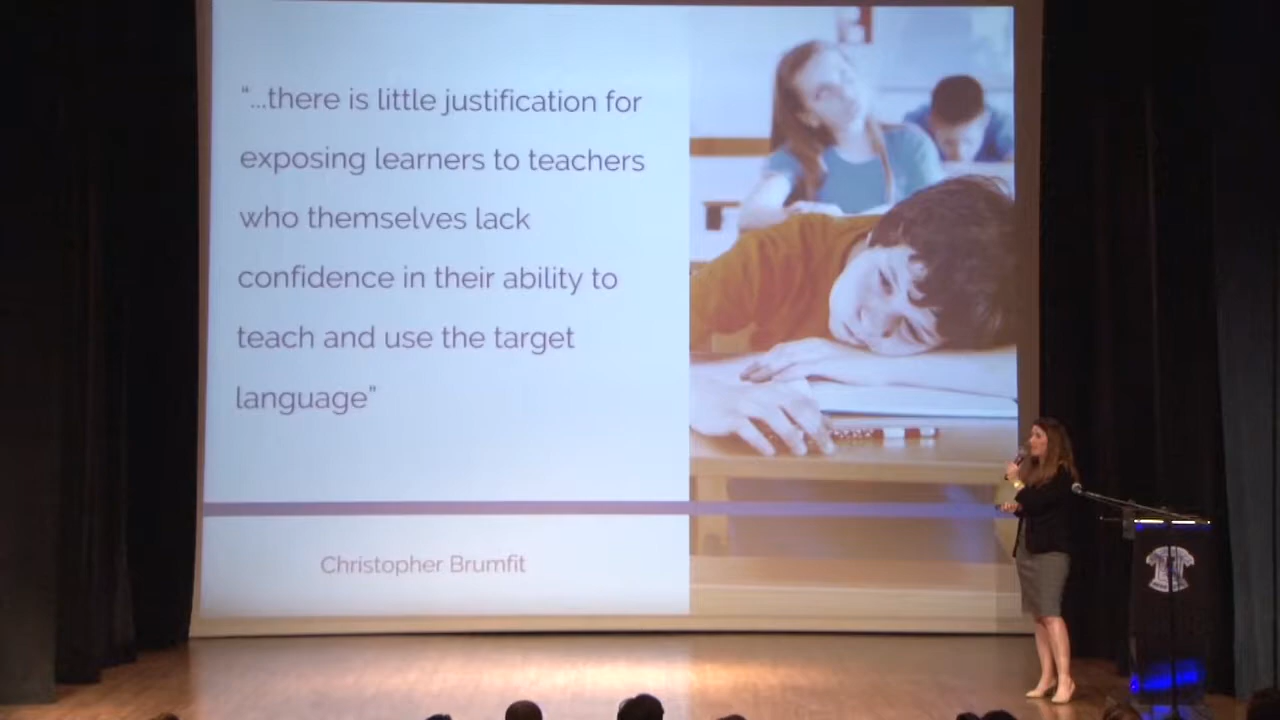 “...there is little justification for
exposing learners to teachers
who themselves lack
confidence in their ability to
teach and use the target
language”
Christopher Brumfit